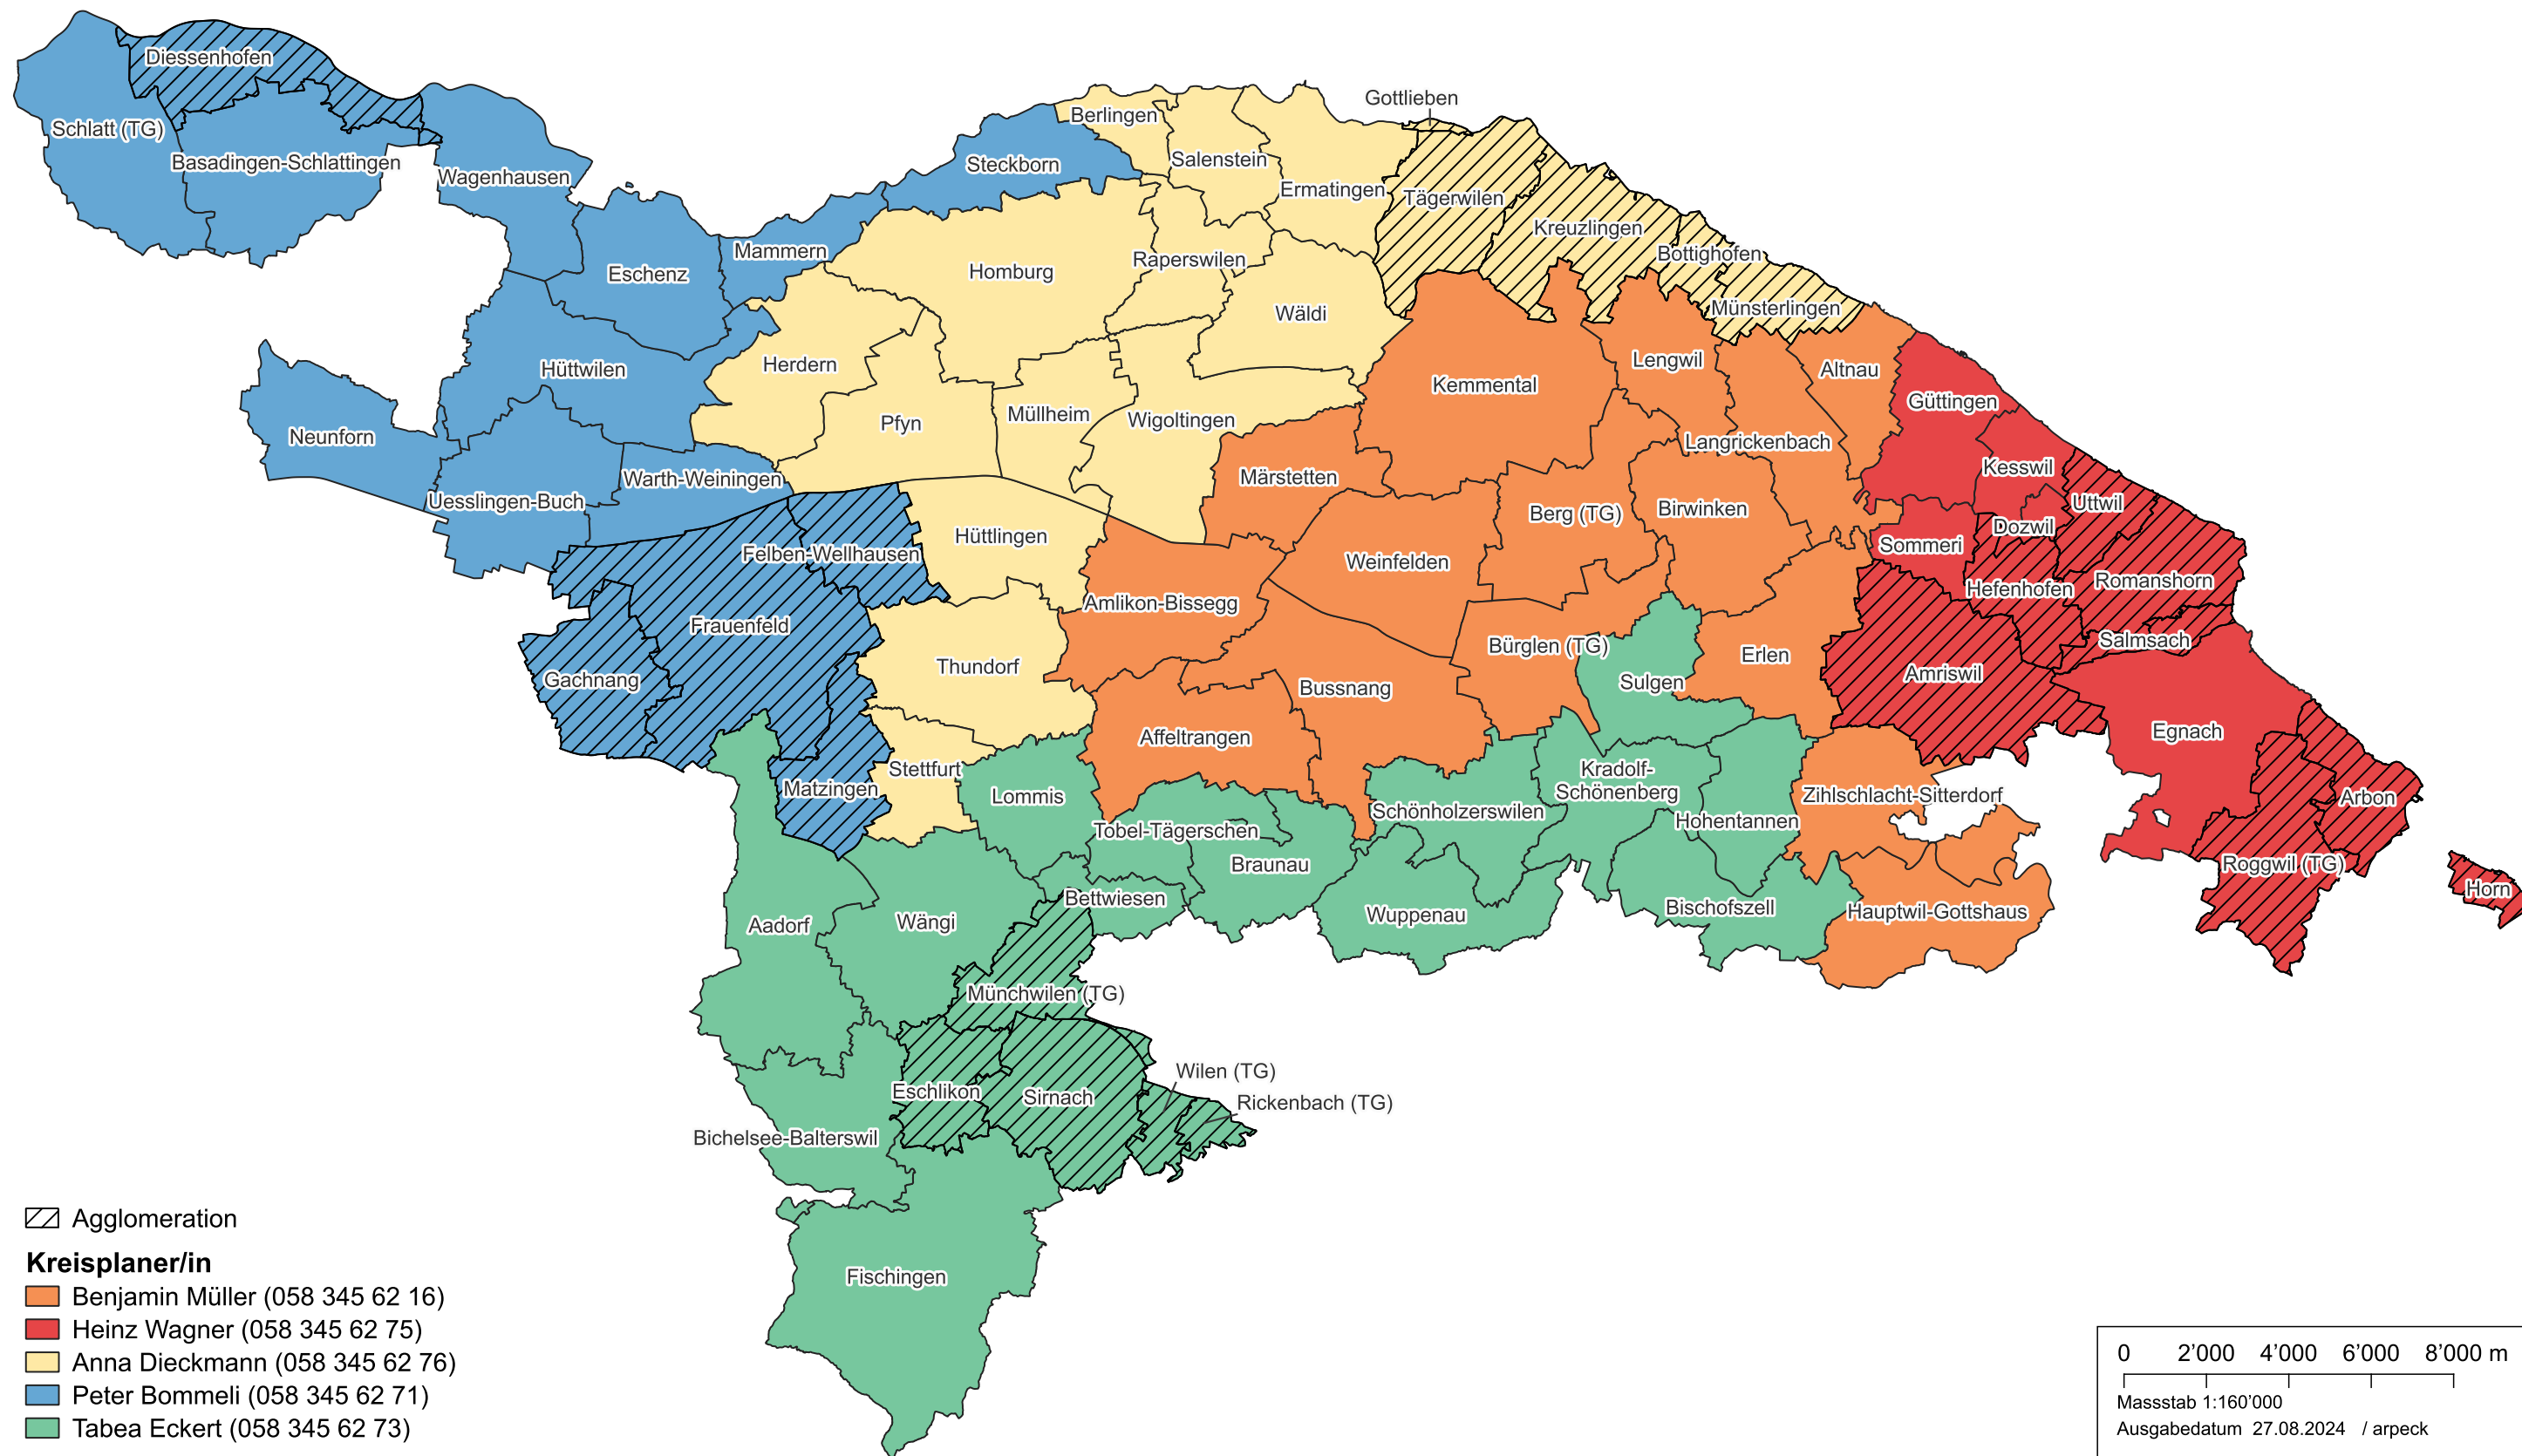 Diessenhofen
Schlatt (TG)
Basadingen-Schlattingen
Wagenhausen
Eschenz
Mammern
Steckborn
Berlingen
Salenstein
Ermatingen
Gottlieben
Tägerwilen
Kreuzlingen
Bottighofen
Münsterlingen
Homburg
Raperswilen
Wäldi
Herdern
Hüttwilen
Neunforn
Uesslingen-Buch
Warth-Weiningen
Pfyn
Müllheim
Wigoltingen
Kemmental
Lengwil
Altnau
Langrickenbach
Güttingen
Kesswil
Uttwil
Dozwil
Sommeri
Hefenhofen
Romanshorn
Salmsach
Märstetten
Berg (TG)
Birwinken
Weinfelden
Felben-Wellhausen
Hüttlingen
Amlikon-Bissegg
Frauenfeld
Gachnang
Thundorf
Bürglen (TG)
Sulgen
Erlen
Amriswil
Egnach
Bussnang
Affeltrangen
Stettfurt
Matzingen
Lommis
Kradolf-
Schönenberg
Schönholzerswilen
Hohentannen
Zihlschlacht-Sitterdorf
Arbon
Roggwil (TG)
Horn
Tobel-Tägerschen
Braunau
Bettwiesen
Wuppenau
Bischofszell
Hauptwil-Gottshaus
Aadorf
Wängi
Münchwilen (TG)
Wilen (TG)
Rickenbach (TG)
Eschlikon
Sirnach
Bichelsee-Balterswil
Fischingen
Agglomeration
Kreisplaner/in
Benjamin Müller (058 345 62 16)
Heinz Wagner (058 345 62 75)
Anna Dieckmann (058 345 62 76)
Peter Bommeli (058 345 62 71)
Tabea Eckert (058 345 62 73)
0 2’000 4’000 6’000 8’000 m
Massstab 1:160’000
Ausgabedatum 27.08.2024 / arpeck